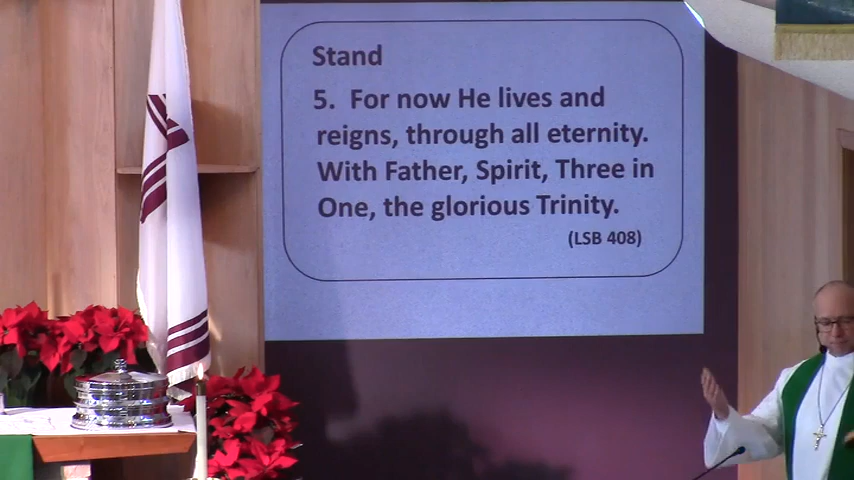 Stand
5. For now He lives and
reigns, through all eternity.
With Father, Spirit, Three in
One, the glorious Trinity.
(LSB 408)